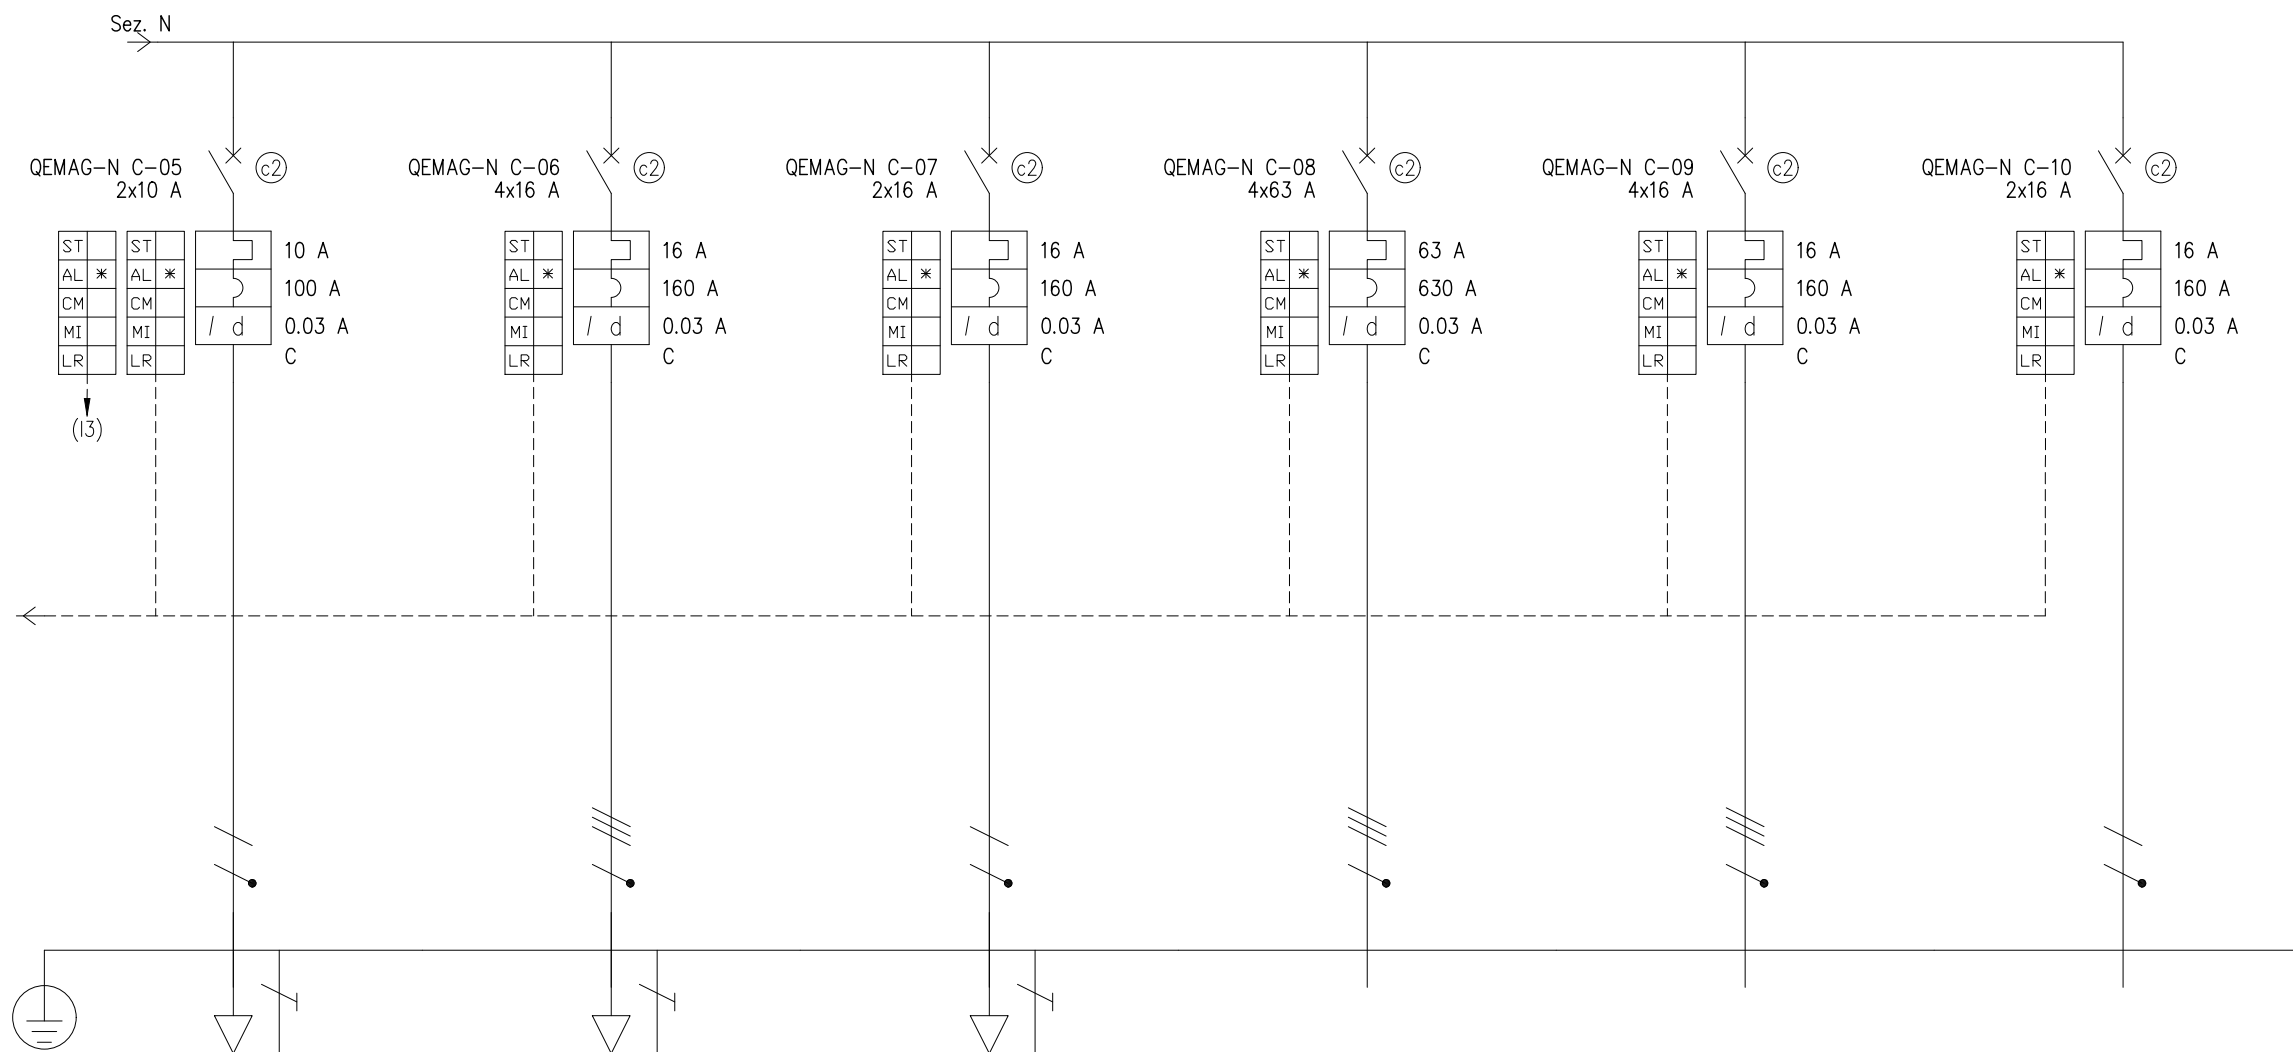 Sez. N
QEMAG-N C-05
2x10 A
c2
ST
AL *
CM
MI
LR
(I3)
ST
AL *
CM
MI
LR
10 A
100 A
I d 0.03 A
C
QEMAG-N C-06
4x16 A
c2
ST
AL *
CM
MI
LR
16 A
160 A
I d 0.03 A
C
QEMAG-N C-07
2x16 A
c2
ST
AL *
CM
MI
LR
16 A
160 A
I d 0.03 A
C
QEMAG-N C-08
4x63 A
c2
ST
AL *
CM
MI
LR
63 A
630 A
I d 0.03 A
C
QEMAG-N C-09
4x16 A
c2
ST
AL *
CM
MI
LR
16 A
160 A
I d 0.03 A
C
QEMAG-N C-10
2x16 A
c2
ST
AL *
CM
MI
LR
16 A
160 A
I d 0.03 A
C